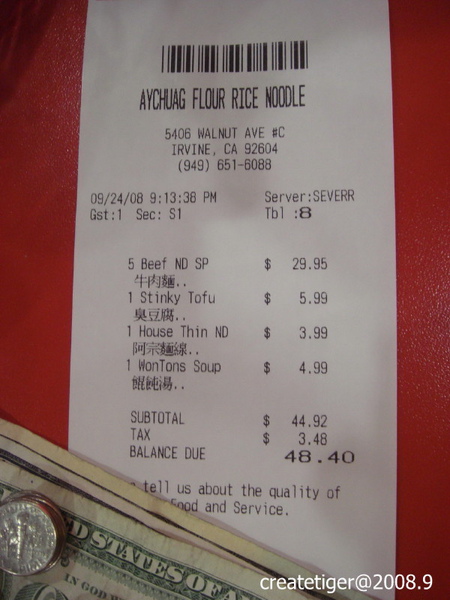 AYCHUAG FLOUR RICE NOODLE
5406 WALNUT AVE #C
IRVINE, CA 92604
(949) 651-6088
09/24/08 9:13:38 PM Server:SEVERR
Gst:1 Sec: S1 Tbl :8
5 Beef ND SP $ 29.95
牛肉麵..
1 Stinky Tofu $ 5.99
臭豆腐..
1 House Thin ND $ 3.99
阿宗麵線..
1 WonTons Soup $ 4.99
餛飩湯..
SUBTOTAL $ 44.92
TAX $ 3.48
BALANCE DUE 48.40
tell us about the quality of
Food and Service.
D STATES OF A
IN GOD
createtiger@2008.9